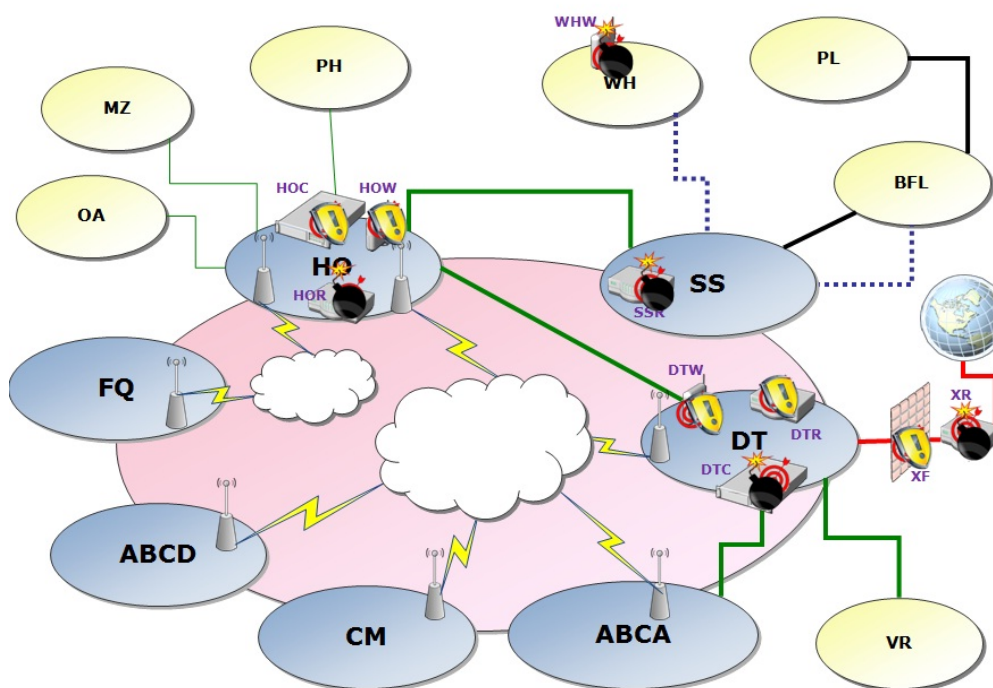 WHW
PH
PL
WH
MZ
HOC
HOW
BFL
OA
HO
SS
HOR
SSR
DTW
FQ
XR
DT
DTR
DTC
XF
ABCD
CM
ABCA
VR